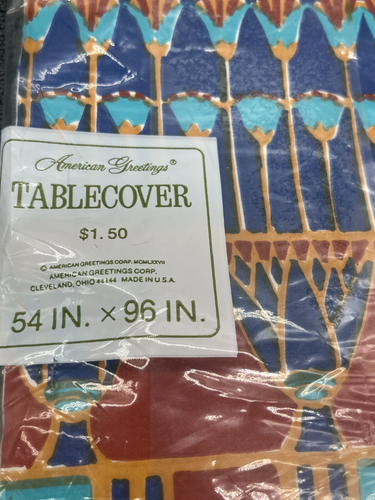 American Greetings®
TABLECOVER
$1.50
© AMERICAN GREETINGS CORP. MCMLXXVII
AMERICAN GREETINGS CORP.
CLEVELAND, OHIO 44144 MADE IN U.S.A.
54 IN. × 96 IN.